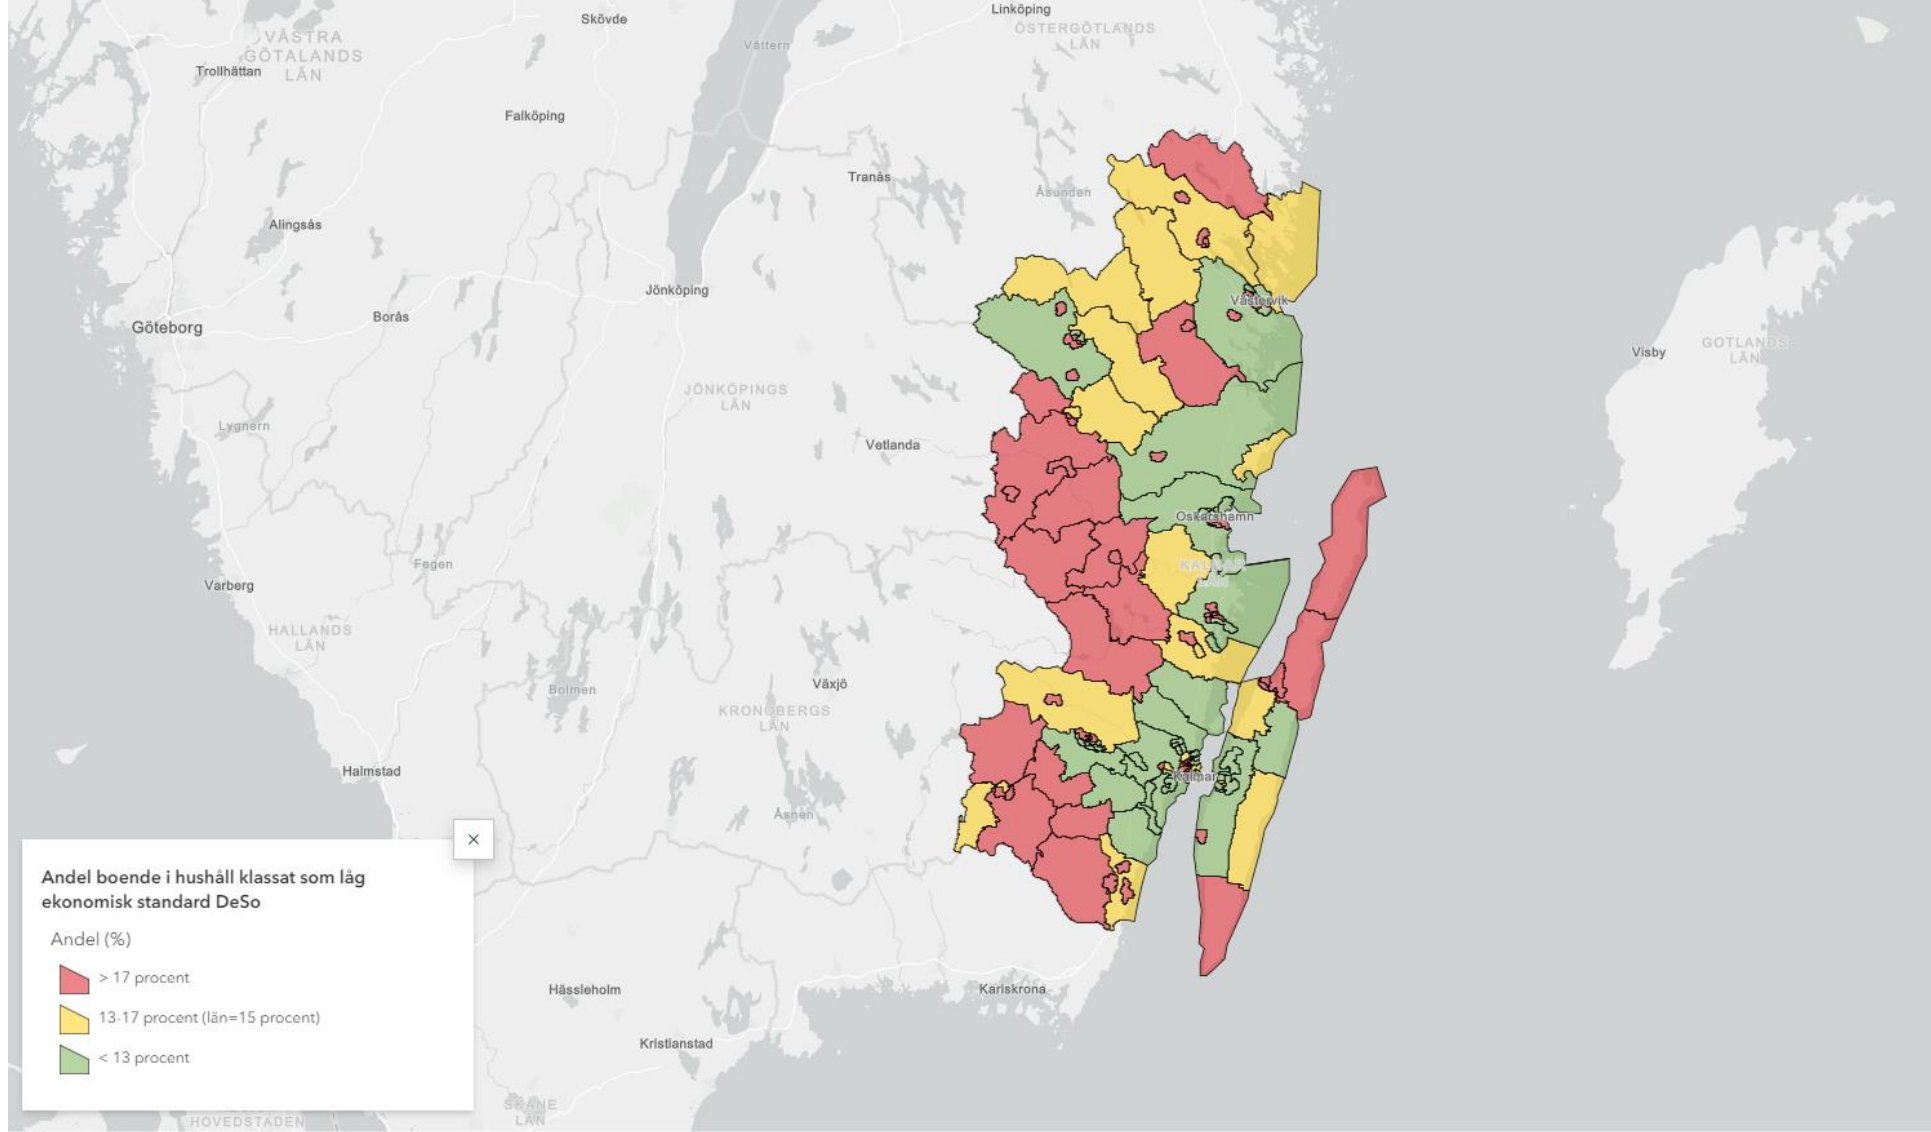 Linköping
Skövde
ÖSTERGÖTLANDS
LÄN
VÄSTRA
GÖTALANDS
LÄN
Vättern
Trollhättan
Falköping
Tranås
Åsunden
Alingsås
Jönköping
Västervik
Borås
Göteborg
Visby
GOTLANDS
LÄN
JÖNKÖPINGS
LÄN
Lygnern
Vetlanda
Oskarshamn
Fegen
KALMAR
LÄN
Varberg
HALLANDS
LÄN
Växjö
Bolmen
KRONOBERGS
LÄN
Halmstad
Kalmar
Åsnen
Andel boende i hushåll klassat som låg
ekonomisk standard DeSo
Andel (%)
> 17 procent
13-17 procent (län=15 procent)
< 13 procent
Hässleholm
Karlskrona
Kristianstad
SKÅNE
LÄN
HOVEDSTADEN